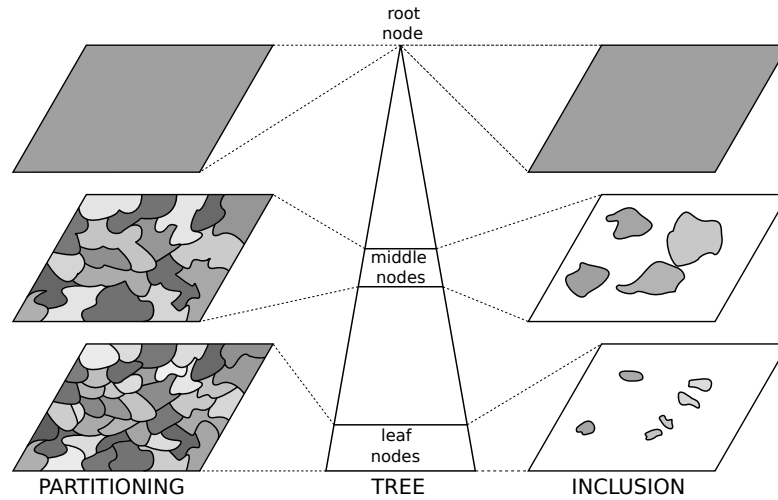 root
node
middle
nodes
leaf
nodes
PARTITIONING
TREE
INCLUSION